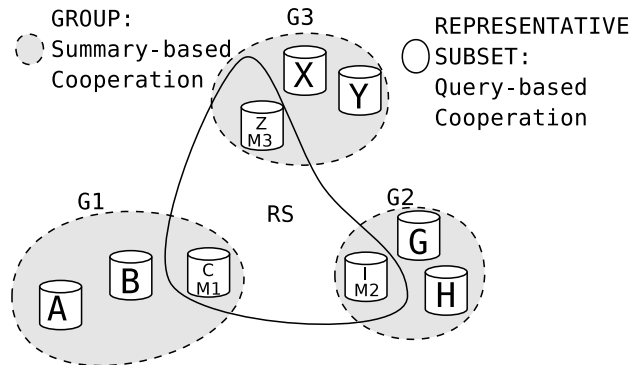 GROUP:
Summary-based
Cooperation
G3
REPRESENTATIVE
SUBSET:
Query-based
Cooperation
X
Y
Z
M3
G1
RS
G2
A
B
C
M1
I
M2
G
H